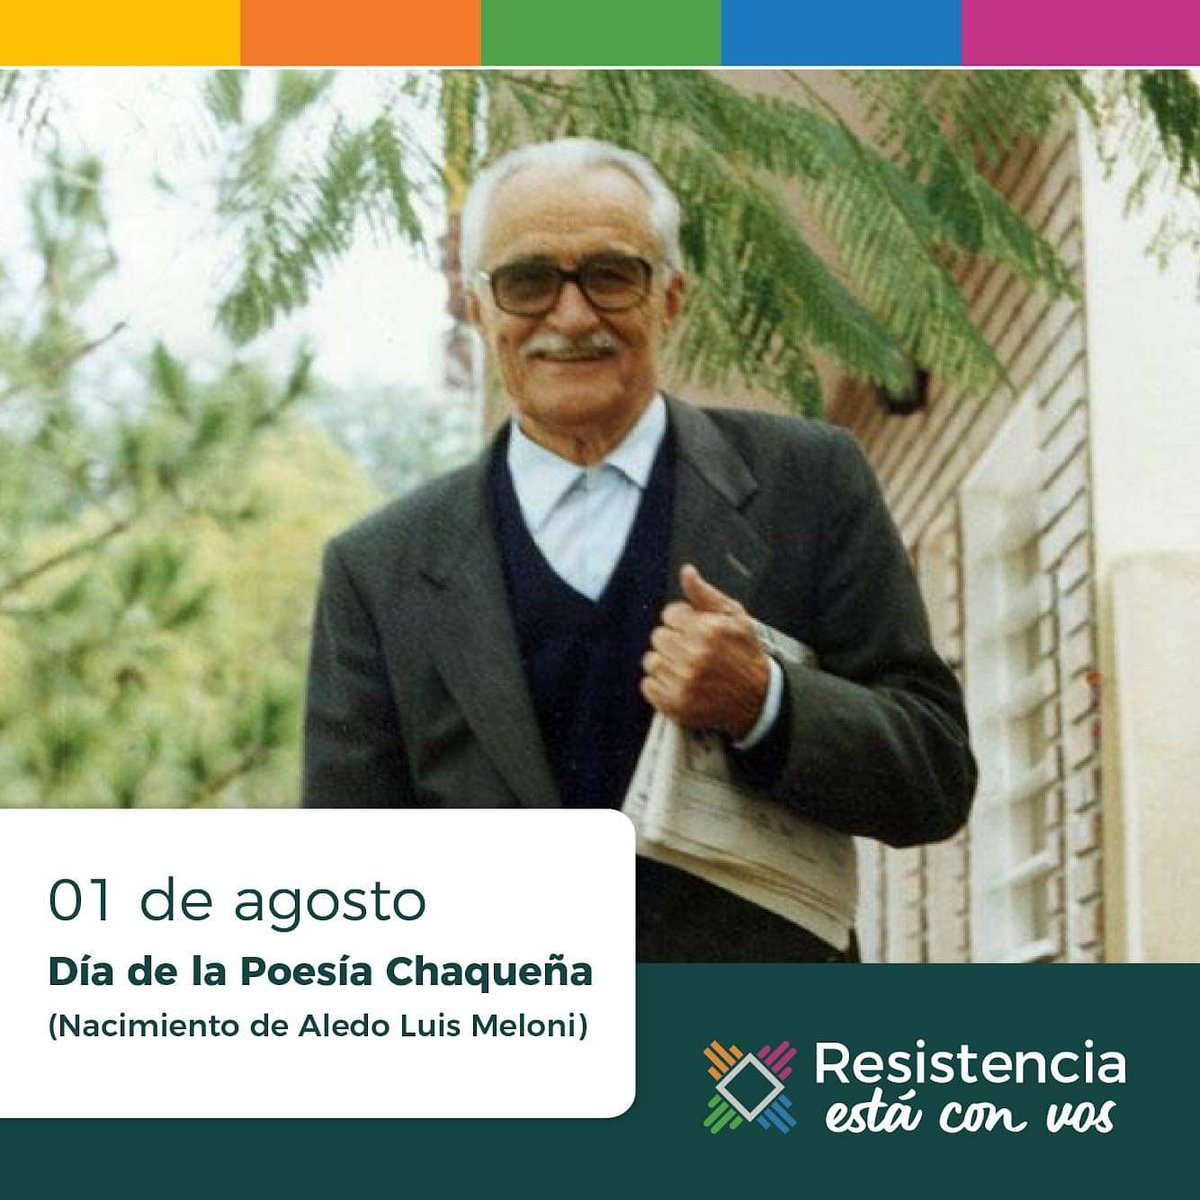 01 de agosto
Día de la Poesía Chaqueña
(Nacimiento de Aledo Luis Meloni)
Resistencia
está con vos